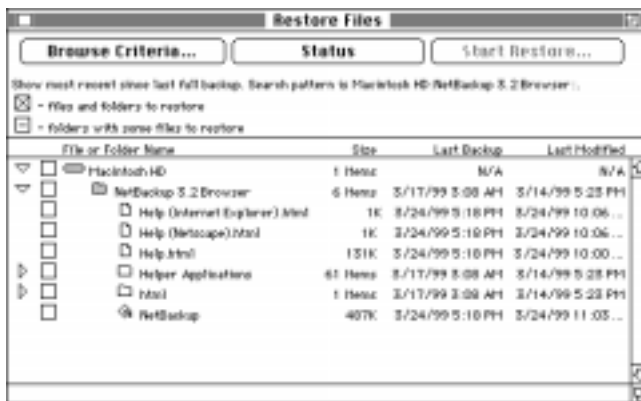 Restore Files
Browse Criteria... Status Start Restore...
Show most recent since last full backup. Search pattern is Macintosh HD:NetBackup 3.2 Browser:.
- files and folders to restore
- folders with some files to restore
File or Folder Name Size Last Backup Last Modified
Macintosh HD 1 Items N/A N/A
NetBackup 3.2 Browser 6 Items 3/17/99 3:08 AM 3/14/99 5:23 PM
Help (Internet Explorer).html 1K 3/24/99 5:18 PM 3/24/99 10:06 ...
Help (Netscape).html 1K 3/24/99 5:18 PM 3/24/99 10:06 ...
Help.html 131K 3/24/99 5:18 PM 3/24/99 10:00 ...
Helper Applications 61 Items 3/17/99 3:08 AM 3/14/99 5:23 PM
html 1 Items 3/17/99 3:08 AM 3/14/99 5:23 PM
NetBackup 487K 3/24/99 5:18 PM 3/24/99 11:03 ...